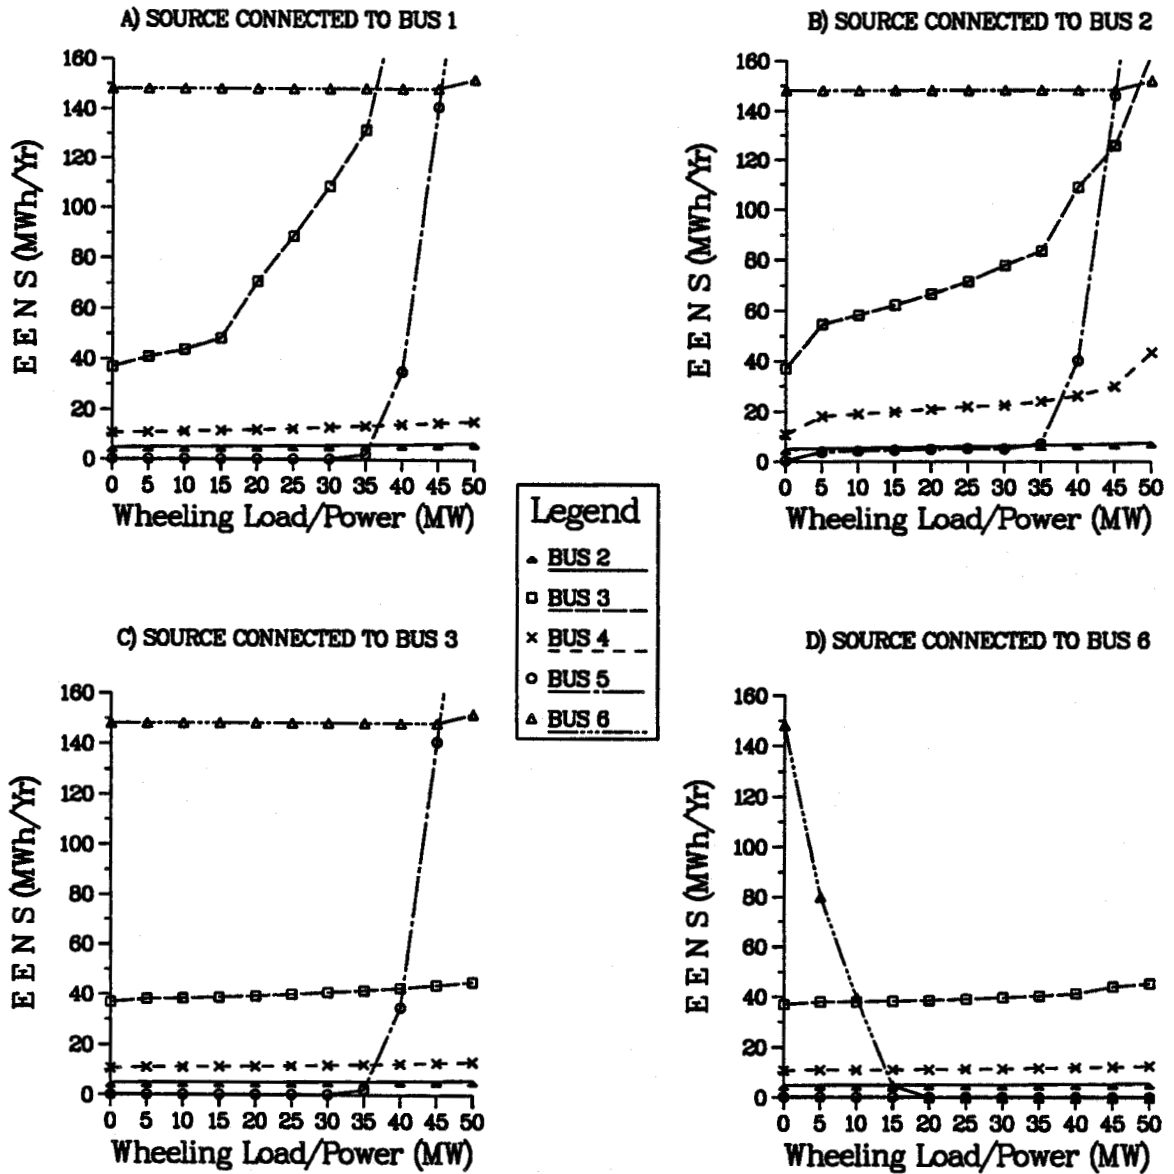 A) SOURCE CONNECTED TO BUS 1
160
140
120
100
80
60
40
20
0
E E N S (MWh/Yr)
0 5 10 15 20 25 30 35 40 45 50
Wheeling Load/Power (MW)
B) SOURCE CONNECTED TO BUS 2
160
140
120
100
80
60
40
20
0
E E N S (MWh/Yr)
0 5 10 15 20 25 30 35 40 45 50
Wheeling Load/Power (MW)
Legend
BUS 2
BUS 3
BUS 4
BUS 5
BUS 6
C) SOURCE CONNECTED TO BUS 3
160
140
120
100
80
60
40
20
0
E E N S (MWh/Yr)
0 5 10 15 20 25 30 35 40 45 50
Wheeling Load/Power (MW)
D) SOURCE CONNECTED TO BUS 6
160
140
120
100
80
60
40
20
0
E E N S (MWh/Yr)
0 5 10 15 20 25 30 35 40 45 50
Wheeling Load/Power (MW)